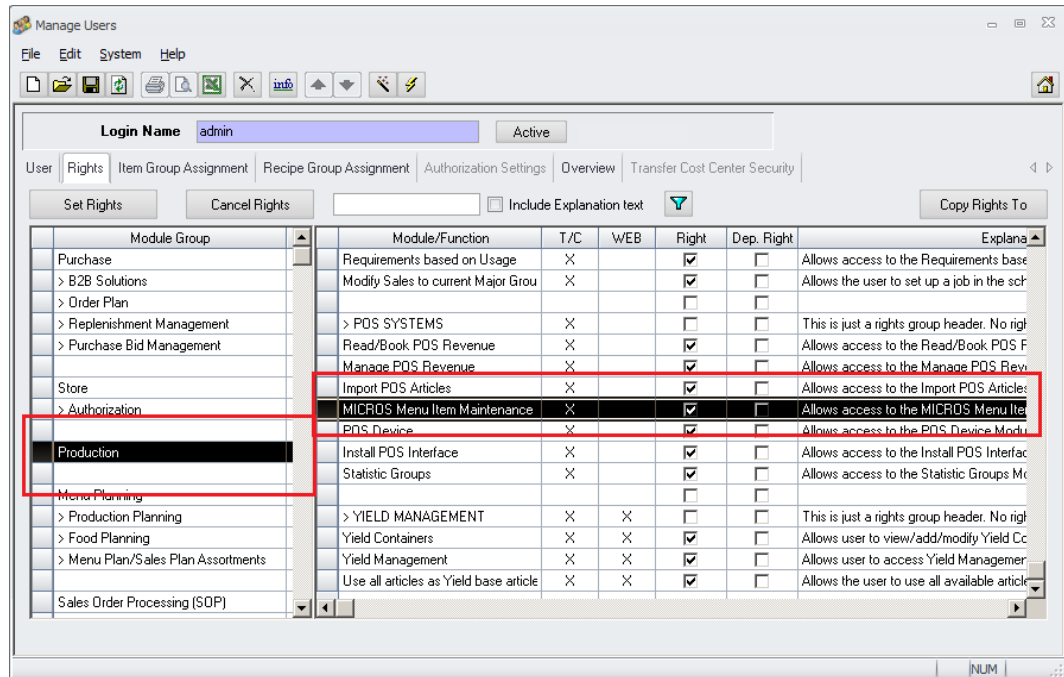 Manage Users
File Edit System Help
info
Login Name admin Active
User Rights Item Group Assignment Recipe Group Assignment Authorization Settings Overview Transfer Cost Center Security
Set Rights Cancel Rights Include Explanation text Copy Rights To
Module Group Module/Function T/C WEB Right Dep. Right Explana
Purchase Requirements based on Usage X Allows access to the Requirements base
> B2B Solutions Modify Sales to current Major Grou X Allows the user to set up a job in the sch
> Order Plan
> Replenishment Management > POS SYSTEMS X This is just a rights group header. No righ
> Purchase Bid Management Read/Book POS Revenue X Allows access to the Read/Book POS R
Manage POS Revenue X Allows access to the Manage POS Reve
Store Import POS Articles X Allows access to the Import POS Articles
> Authorization MICROS Menu Item Maintenance X Allows access to the MICROS Menu Ite
POS Device X Allows access to the POS Device Modu
Production Install POS Interface X Allows access to the Install POS Interfac
Statistic Groups X Allows access to the Statistic Groups Mo
Menu Planning
> Production Planning > YIELD MANAGEMENT X X This is just a rights group header. No righ
> Food Planning Yield Containers X X Allows user to view/add/modify Yield Co
> Menu Plan/Sales Plan Assortments Yield Management X X Allows user to access Yield Managemer
Use all articles as Yield base article X X Allows the user to use all available article
Sales Order Processing (SOP)
NUM